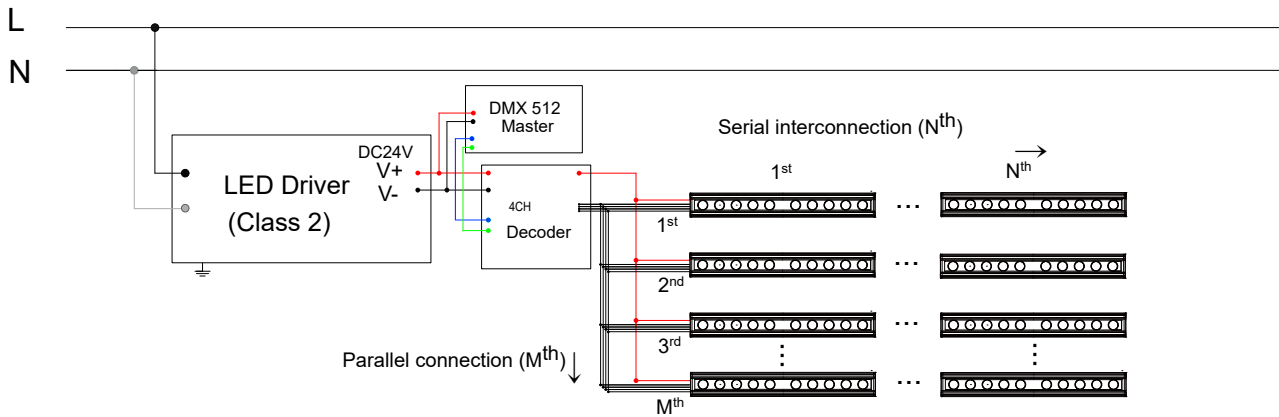 L
N
DMX 512
Master
Serial interconnection (Nth)
DC24V
V+
V-
LED Driver
(Class 2)
4CH
Decoder
1st
Nth
1st
...
2nd
...
3rd
...
Parallel connection (Mth)
Mth
...